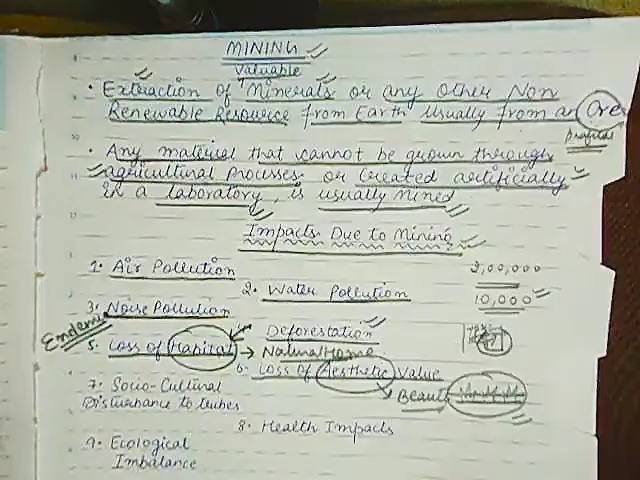 MINING
Valuable
• Extraction of Minerals or any other Non
Renewable Resource from Earth usually from an Ore
• Any material that cannot be grown through
agricultural processes or created artificially
in a laboratory, is usually mined
Impacts Due to Mining
1. Air Pollution
2,00,000
2. Water Pollution
10,000
3. Noise Pollution
Deforestation
Endemic
5. Loss of Habitat → Natural Home
6. Loss of Aesthetic Value
Beauty
7. Socio-Cultural
Disturbance to tribes
8. Health Impacts
9. Ecological
Imbalance